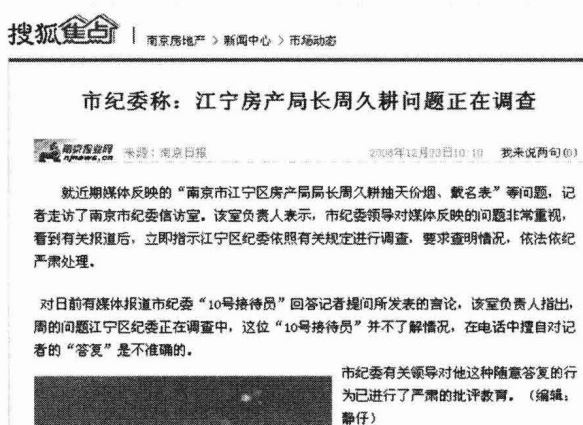 搜狐焦点 | 南京房地产 > 新闻中心 > 市场动态
市纪委称：江宁房产局长周久耕问题正在调查
南京报业网 来源：南京日报 2008年12月23日10:10 我来说两句(0)
njnews.cn
就近期媒体反映的“南京市江宁区房产局局长周久耕抽天价烟、戴名表”等问题，记
者走访了南京市纪委信访室。该室负责人表示，市纪委领导对媒体反映的问题非常重视，
看到有关报道后，立即指示江宁区纪委依照有关规定进行调查，要求查明情况，依法依纪
严肃处理。
对日前有媒体报道市纪委“10号接待员”回答记者提问所发表的言论，该室负责人指出，
周的问题江宁区纪委正在调查中，这位“10号接待员”并不了解情况，在电话中擅自对记
者的“答复”是不准确的。
市纪委有关领导对他这种随意答复的行
为已进行了严肃的批评教育。（编辑：
静仔）